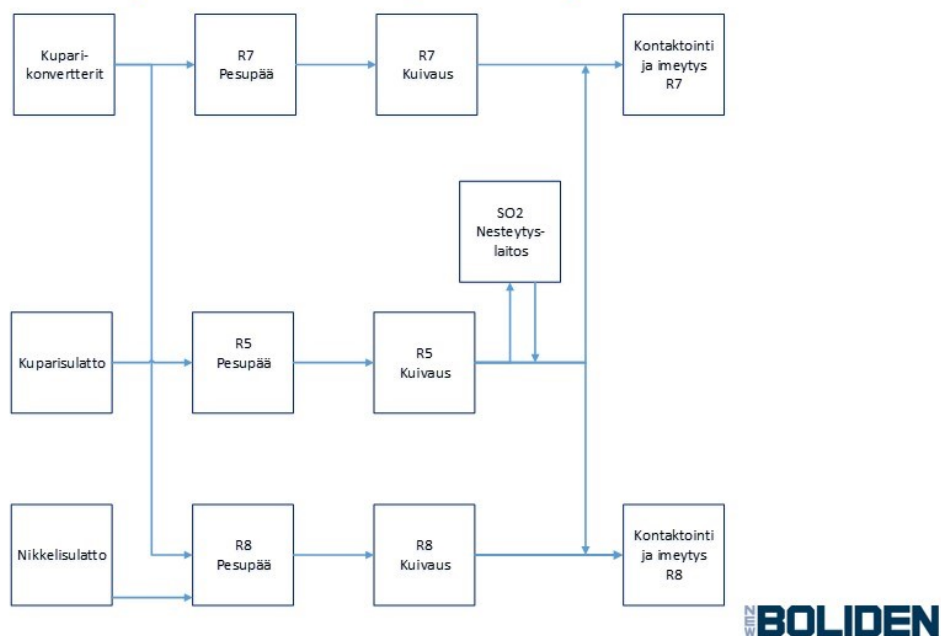 Kupari-
konvertterit
R7
Pesupää
R7
Kuivaus
Kontaktointi
ja imeytys
R7
SO2
Nesteytys-
laitos
Kuparisulatto
R5
Pesupää
R5
Kuivaus
Nikkelisulatto
R8
Pesupää
R8
Kuivaus
Kontaktointi
ja imeytys
R8
NEW BOLIDEN